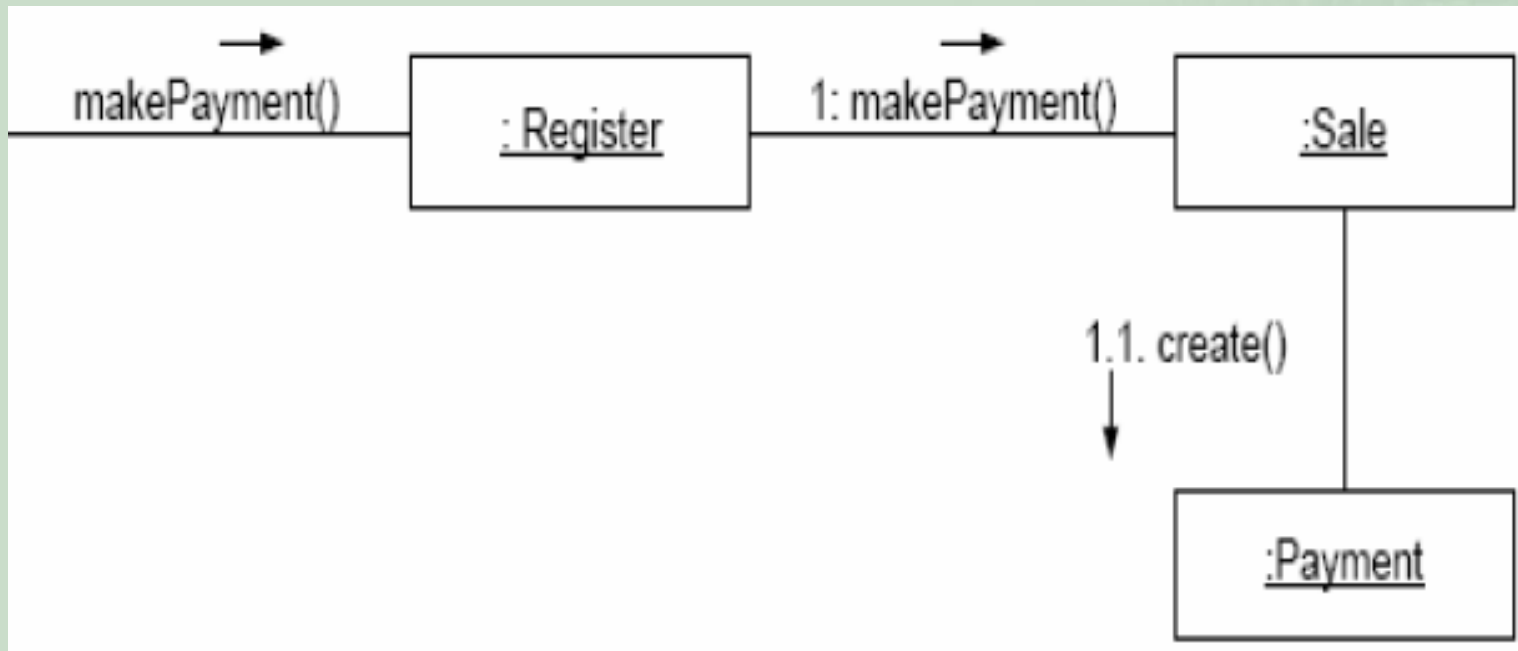 makePayment()
: Register
1: makePayment()
:Sale
1.1. create()
:Payment